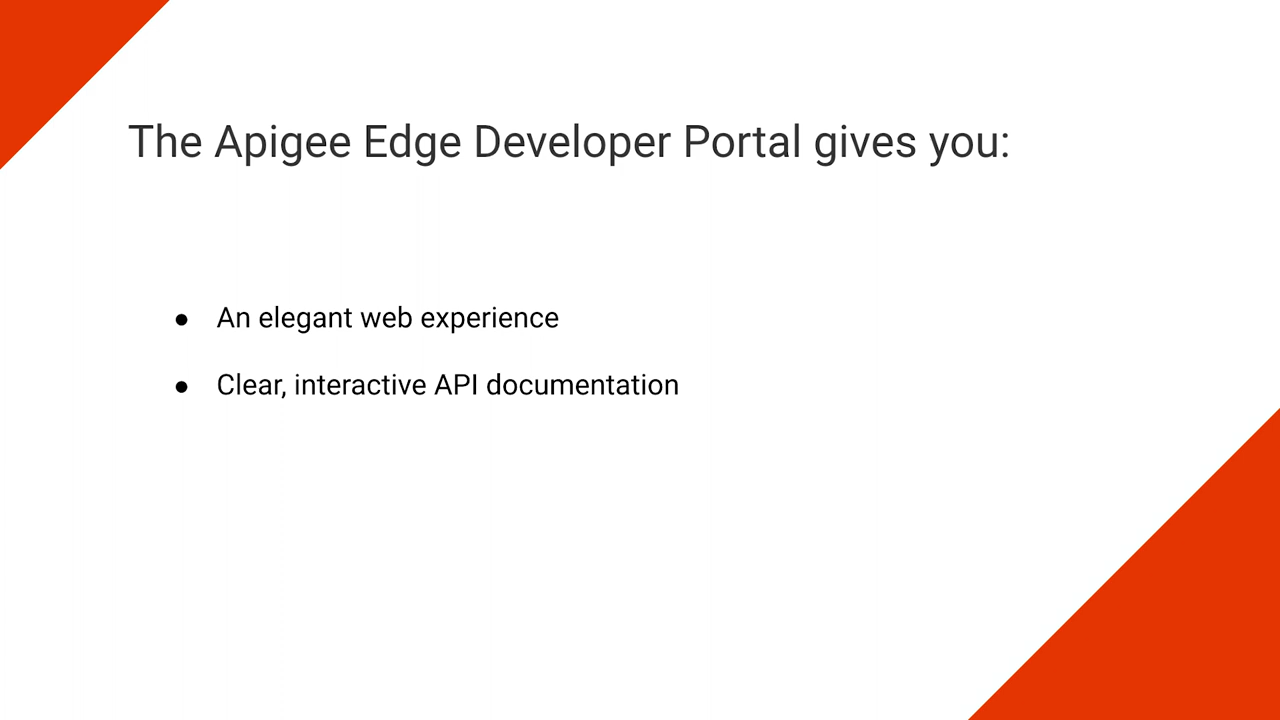 The Apigee Edge Developer Portal gives you:
● An elegant web experience
● Clear, interactive API documentation